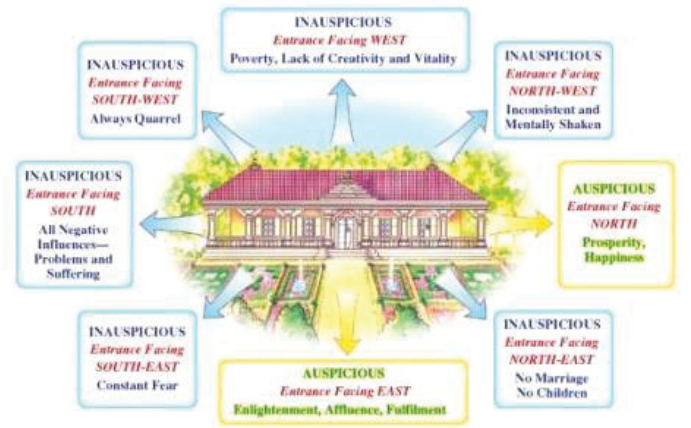 INAUSPICIOUS
Entrance Facing WEST
Poverty, Lack of Creativity and Vitality
INAUSPICIOUS
Entrance Facing
SOUTH-WEST
Always Quarrel
INAUSPICIOUS
Entrance Facing
NORTH-WEST
Inconsistent and
Mentally Shaken
INAUSPICIOUS
Entrance Facing
SOUTH
All Negative
Influences—
Problems and
Suffering
AUSPICIOUS
Entrance Facing
NORTH
Prosperity,
Happiness
INAUSPICIOUS
Entrance Facing
SOUTH-EAST
Constant Fear
AUSPICIOUS
Entrance Facing EAST
Enlightenment, Affluence, Fulfilment
INAUSPICIOUS
Entrance Facing
NORTH-EAST
No Marriage
No Children